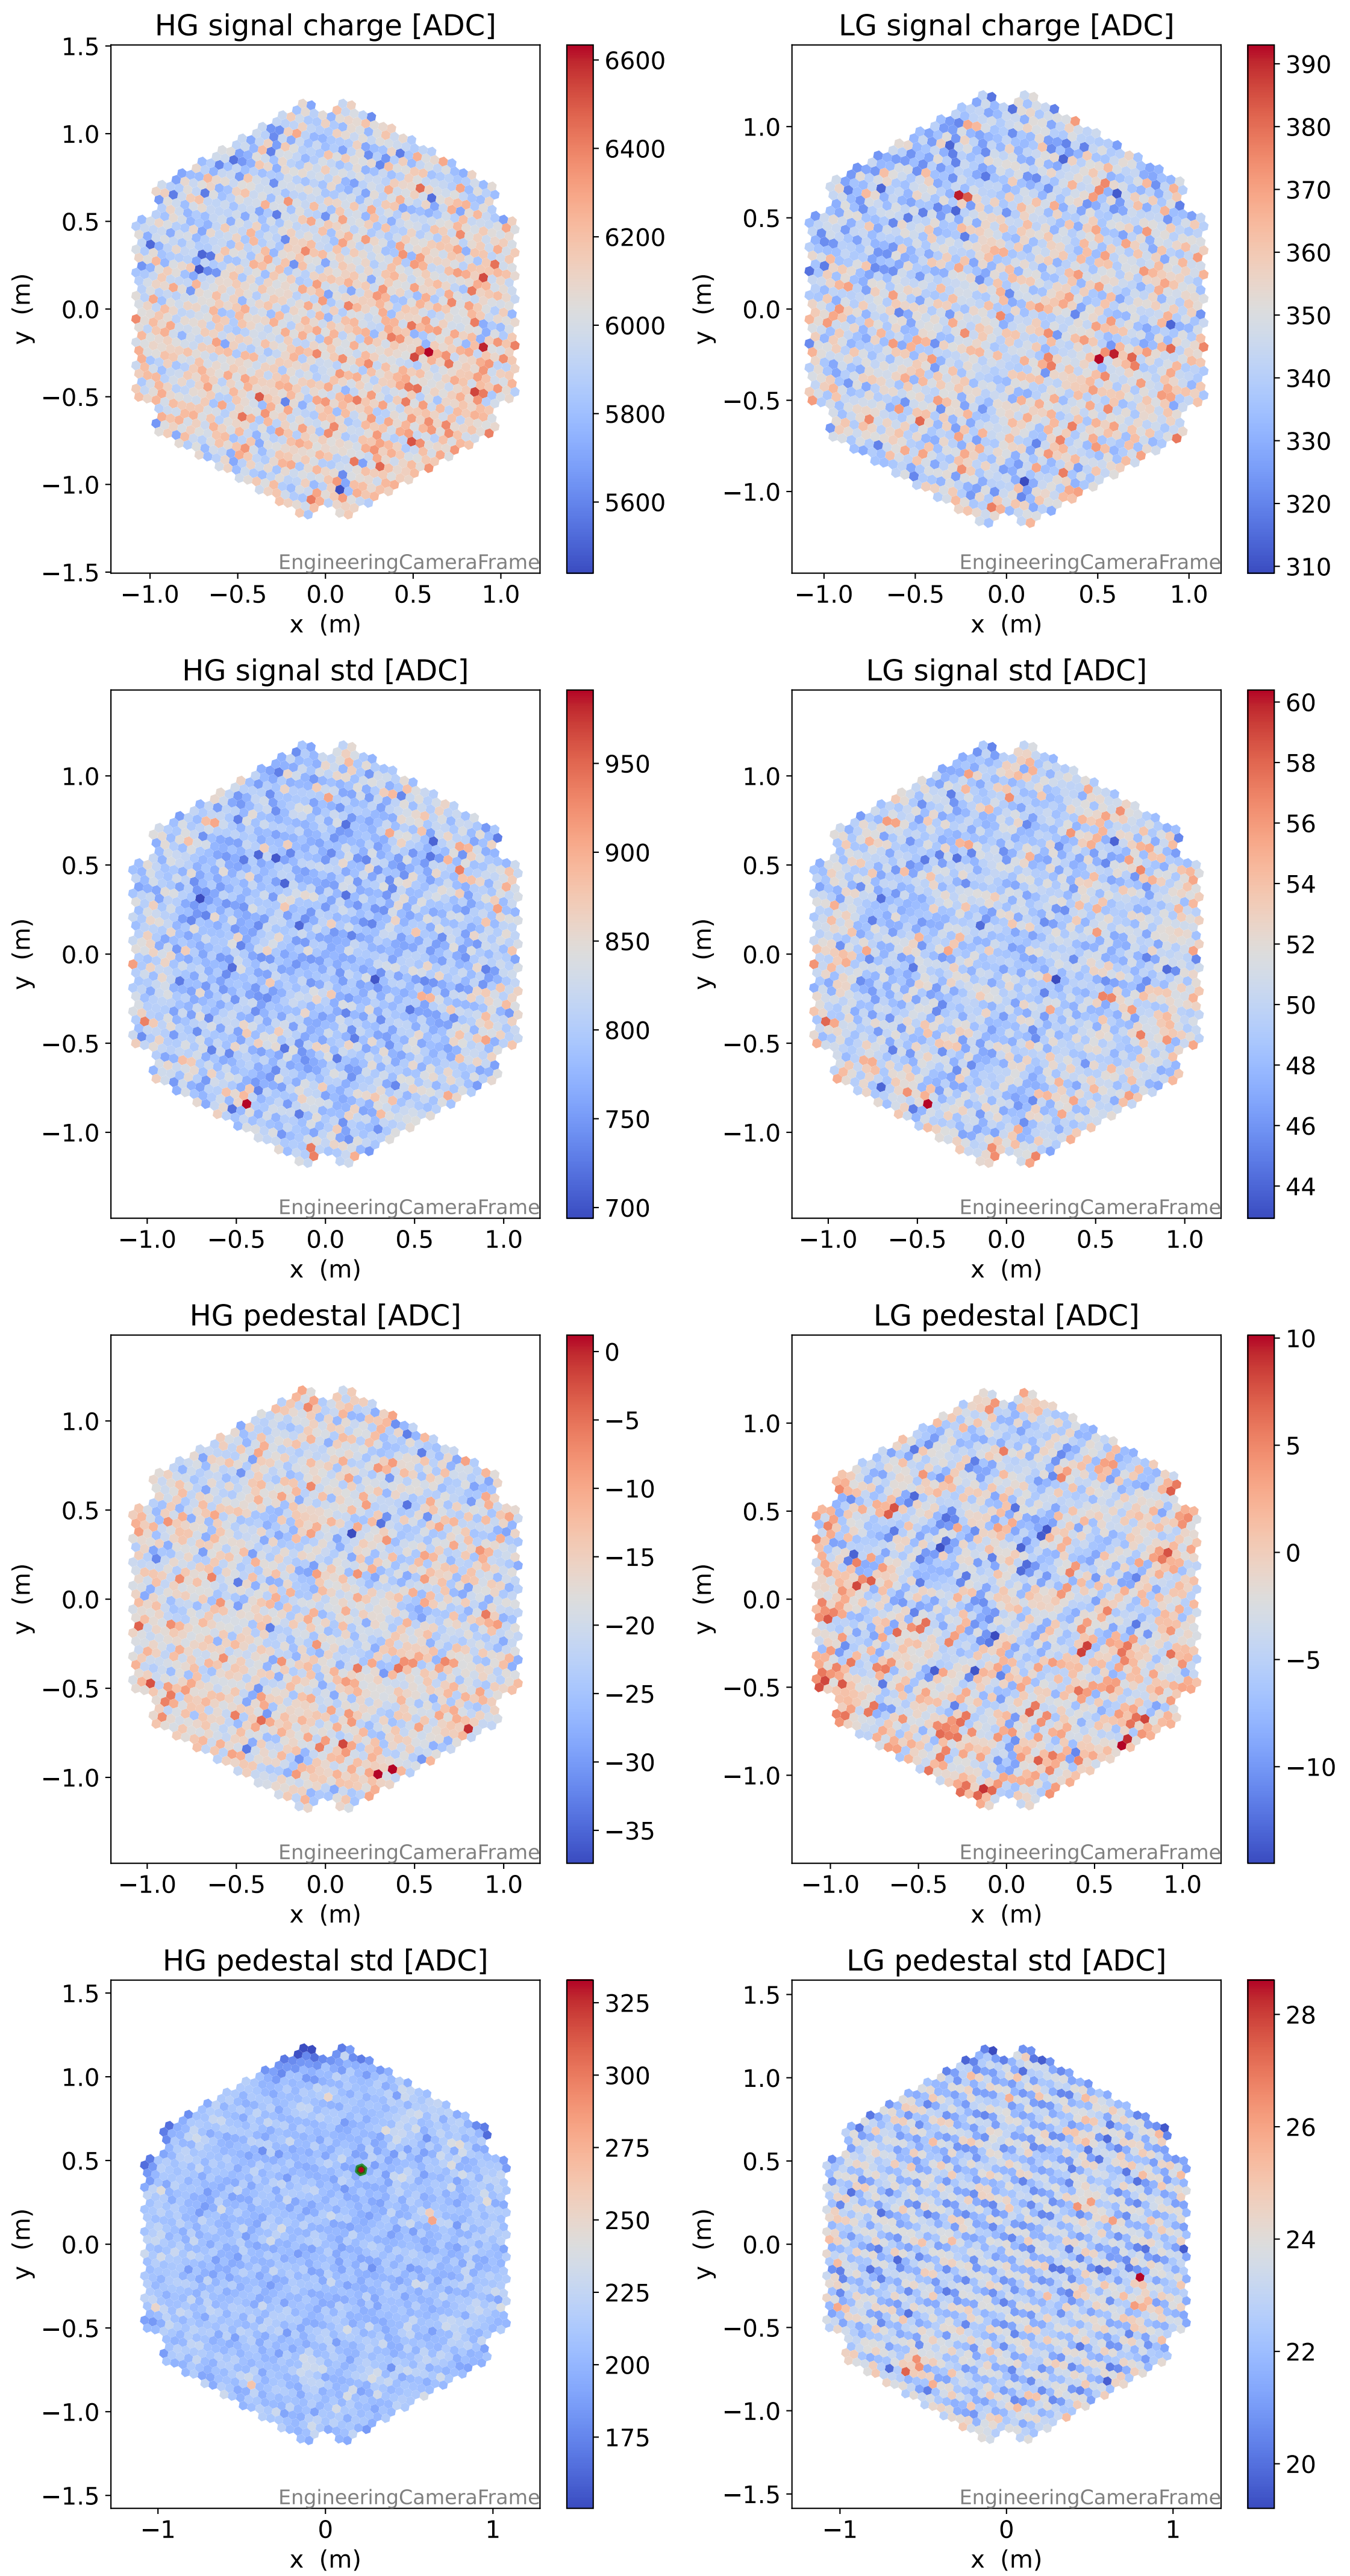 HG signal charge [ADC]
1.5
1.0
0.5
0.0
−0.5
−1.0
−1.5
y (m)
−1.0 −0.5 0.0 0.5 1.0
x (m)
EngineeringCameraFrame
6600
6400
6200
6000
5800
5600
LG signal charge [ADC]
1.0
0.5
0.0
−0.5
−1.0
y (m)
−1.0 −0.5 0.0 0.5 1.0
x (m)
EngineeringCameraFrame
390
380
370
360
350
340
330
320
310
HG signal std [ADC]
1.0
0.5
0.0
−0.5
−1.0
y (m)
−1.0 −0.5 0.0 0.5 1.0
x (m)
EngineeringCameraFrame
950
900
850
800
750
700
LG signal std [ADC]
1.0
0.5
0.0
−0.5
−1.0
y (m)
−1.0 −0.5 0.0 0.5 1.0
x (m)
EngineeringCameraFrame
60
58
56
54
52
50
48
46
44
HG pedestal [ADC]
1.0
0.5
0.0
−0.5
−1.0
y (m)
−1.0 −0.5 0.0 0.5 1.0
x (m)
EngineeringCameraFrame
0
−5
−10
−15
−20
−25
−30
−35
LG pedestal [ADC]
1.0
0.5
0.0
−0.5
−1.0
y (m)
−1.0 −0.5 0.0 0.5 1.0
x (m)
EngineeringCameraFrame
10
5
0
−5
−10
HG pedestal std [ADC]
1.5
1.0
0.5
0.0
−0.5
−1.0
−1.5
y (m)
−1 0 1
x (m)
EngineeringCameraFrame
325
300
275
250
225
200
175
LG pedestal std [ADC]
1.5
1.0
0.5
0.0
−0.5
−1.0
−1.5
y (m)
−1 0 1
x (m)
EngineeringCameraFrame
28
26
24
22
20